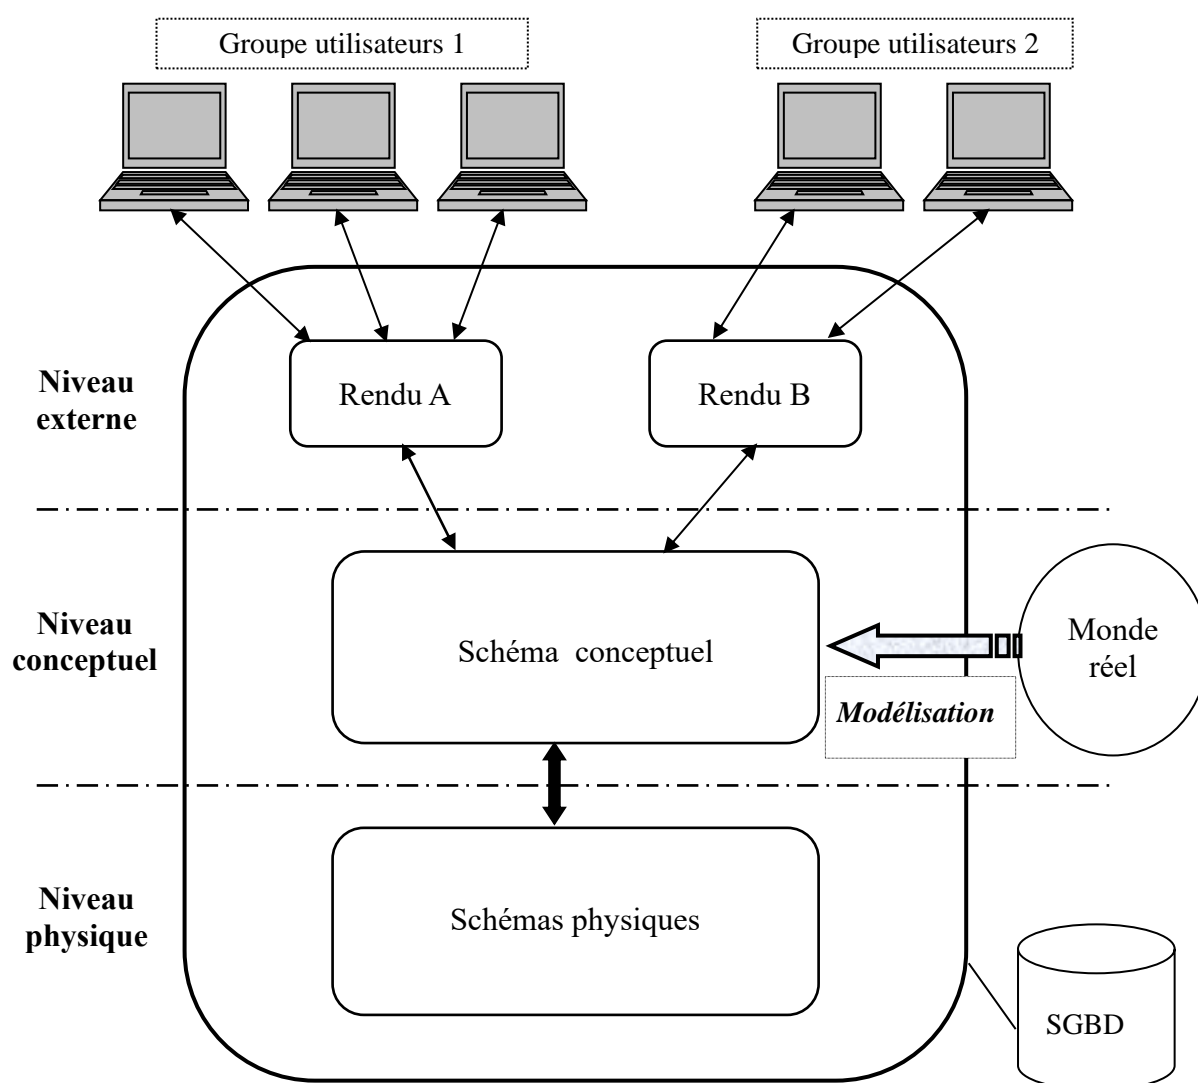 Groupe utilisateurs 1
Groupe utilisateurs 2
Niveau
externe
Rendu A
Rendu B
Niveau
conceptuel
Schéma conceptuel
Monde
réel
Modélisation
Niveau
physique
Schémas physiques
SGBD